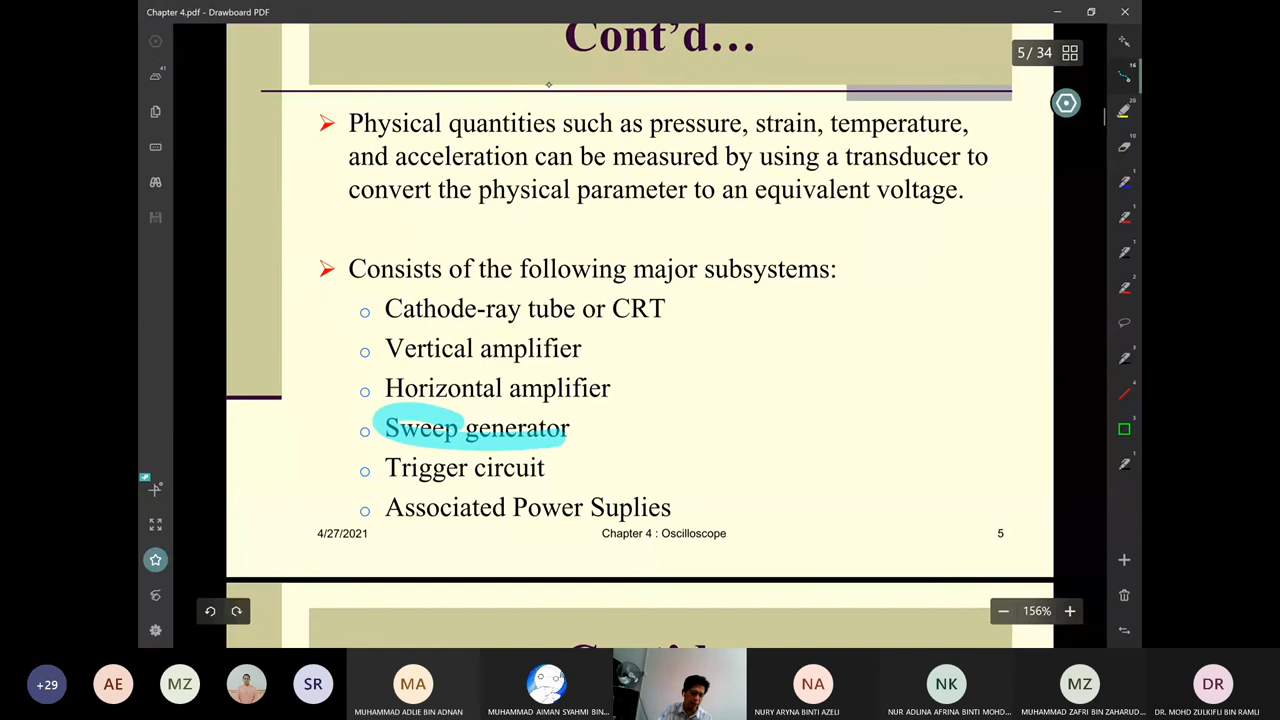 Chapter 4.pdf - Drawboard PDF
Cont'd...
5 / 34
Physical quantities such as pressure, strain, temperature,
and acceleration can be measured by using a transducer to
convert the physical parameter to an equivalent voltage.
Consists of the following major subsystems:
Cathode-ray tube or CRT
Vertical amplifier
Horizontal amplifier
Sweep generator
Trigger circuit
Associated Power Suplies
4/27/2021
Chapter 4 : Oscilloscope
5
156%
+29
AE
MZ
SR
MA
NA
NK
MZ
DR
MUHAMMAD ADLIE BIN ADNAN
MUHAMMAD AIMAN SYAHMI BIN...
NURY ARYNA BINTI AZELI
NUR ADLINA AFRINA BINTI MOHD...
MUHAMMAD ZAFRI BIN ZAHARUD...
DR. MOHD ZULKIFLI BIN RAMLI